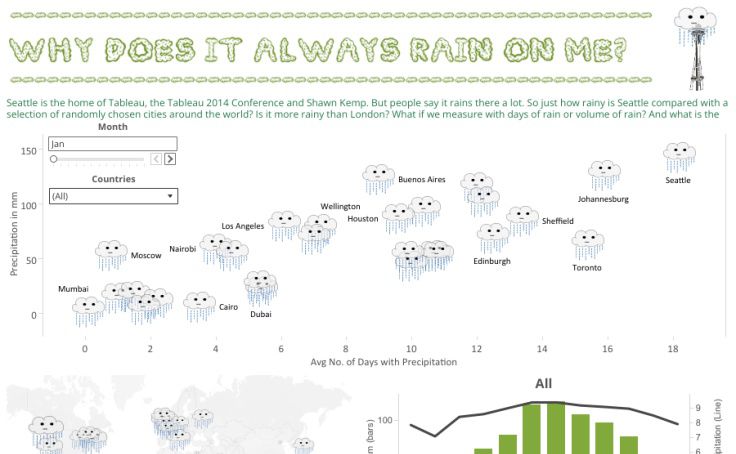 WHY DOES IT ALWAYS RAIN ON ME?
Seattle is the home of Tableau, the Tableau 2014 Conference and Shawn Kemp. But people say it rains there a lot. So just how rainy is Seattle compared with a
selection of randomly chosen cities around the world? Is it more rainy than London? What if we measure with days of rain or volume of rain? And what is the
Month
Jan
Countries
(All)
Precipitation in mm
150
100
50
0
Buenos Aires
Seattle
Johannesburg
Wellington
Houston
Sheffield
Los Angeles
Nairobi
Moscow
Edinburgh
Toronto
Mumbai
Cairo
Dubai
0 2 4 6 8 10 12 14 16 18
Avg No. of Days with Precipitation
All
100
(bars)
9
8
7
6
(Line)